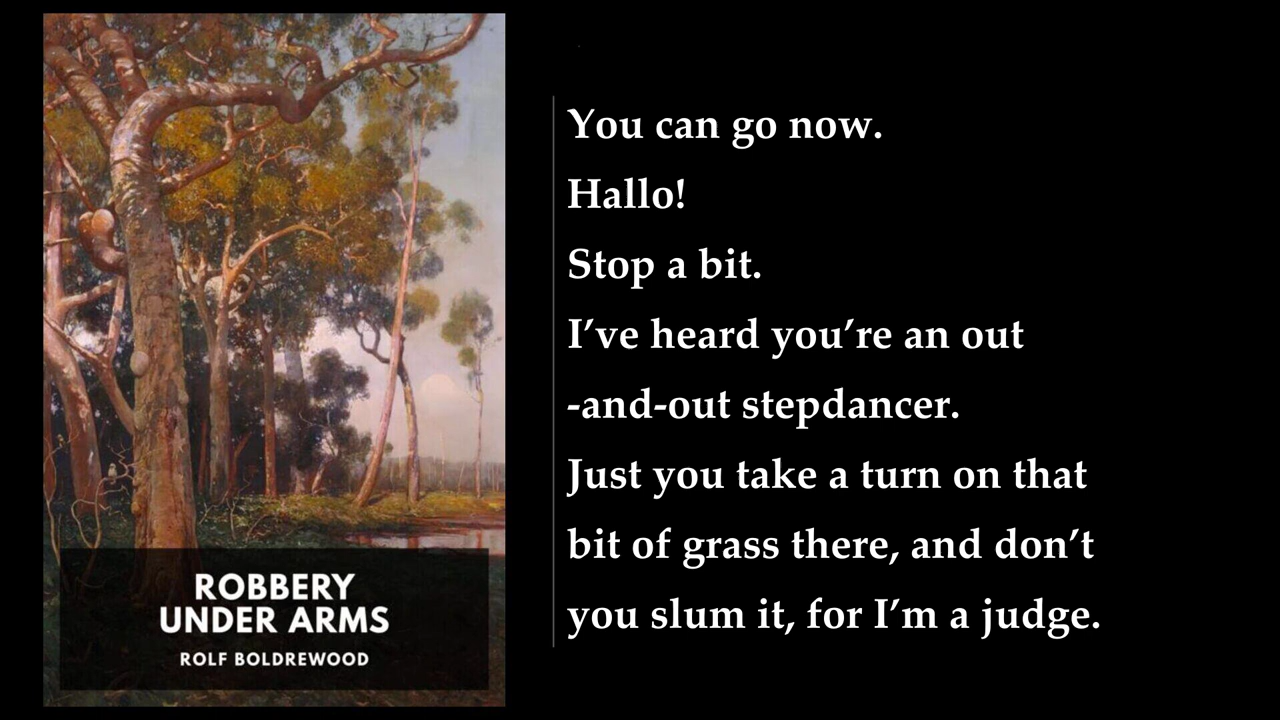 ROBBERY
UNDER ARMS
ROLF BOLDREWOOD
You can go now.
Hallo!
Stop a bit.
I’ve heard you’re an out
-and-out stepdancer.
Just you take a turn on that
bit of grass there, and don’t
you slum it, for I’m a judge.